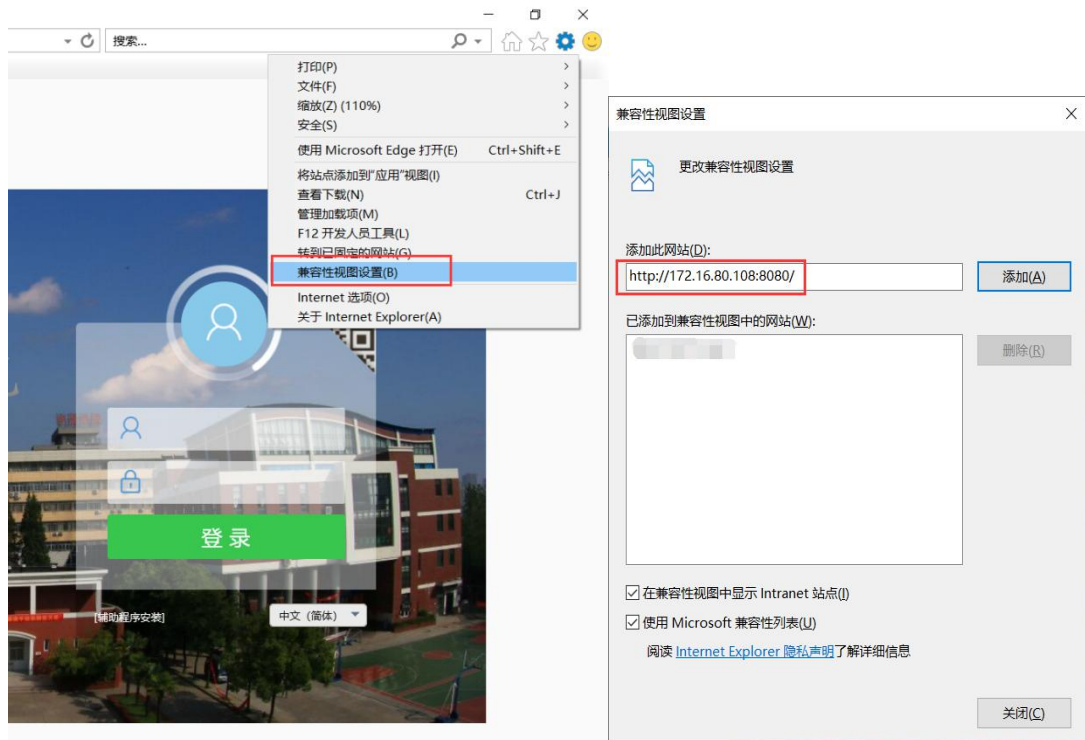 搜索...
打印(P)
文件(F)
缩放(Z) (110%)
安全(S)
使用 Microsoft Edge 打开(E) Ctrl+Shift+E
将站点添加到“应用”视图(I)
查看下载(N) Ctrl+J
管理加载项(M)
F12 开发人员工具(L)
转到已固定的网站(G)
兼容性视图设置(B)
Internet 选项(O)
关于 Internet Explorer(A)
登录
[辅助程序安装]
中文（简体）
兼容性视图设置
更改兼容性视图设置
添加此网站(D):
http://172.16.80.108:8080/
添加(A)
已添加到兼容性视图中的网站(W):
删除(R)
在兼容性视图中显示 Intranet 站点(I)
使用 Microsoft 兼容性列表(U)
阅读 Internet Explorer 隐私声明了解详细信息
关闭(C)